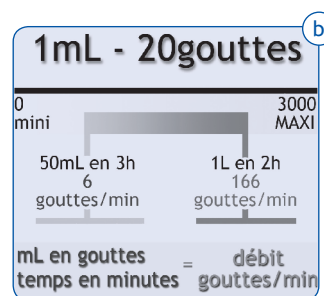 b
1mL - 20gouttes
0 3000
mini MAXI
50mL en 3h 1L en 2h
6 166
gouttes/min gouttes/min
mL en gouttes = débit
temps en minutes gouttes/min